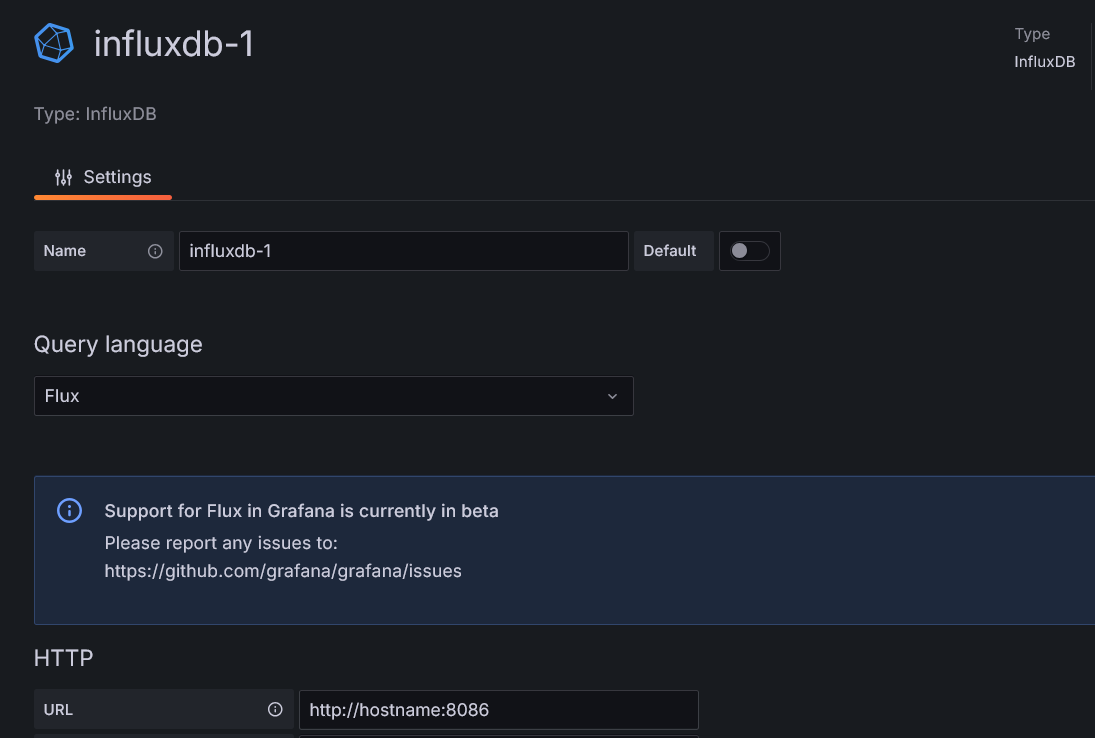 influxdb-1
Type
InfluxDB
Type: InfluxDB
Settings
Name
influxdb-1
Default
Query language
Flux
Support for Flux in Grafana is currently in beta
Please report any issues to:
https://github.com/grafana/grafana/issues
HTTP
URL
http://hostname:8086